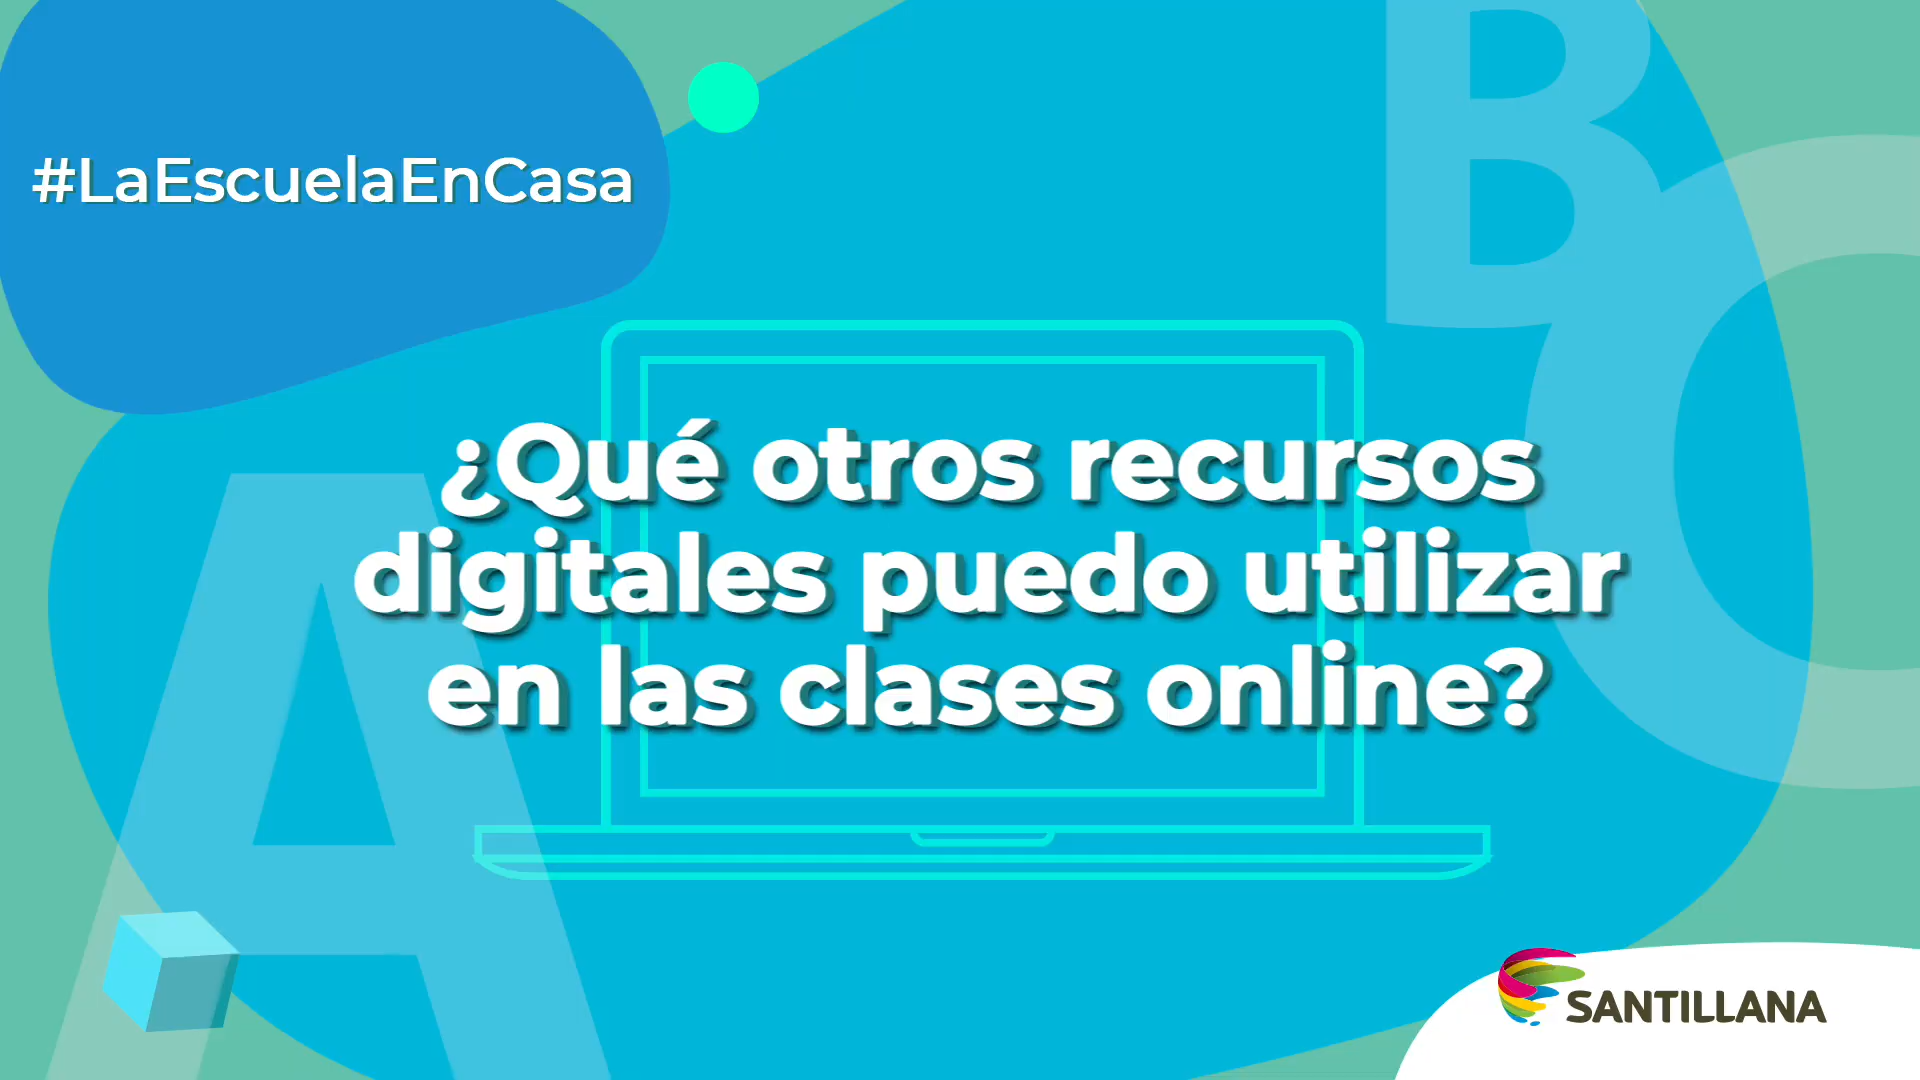 #LaEscuelaEnCasa
¿Qué otros recursos
digitales puedo utilizar
en las clases online?
SANTILLANA
A
B
C